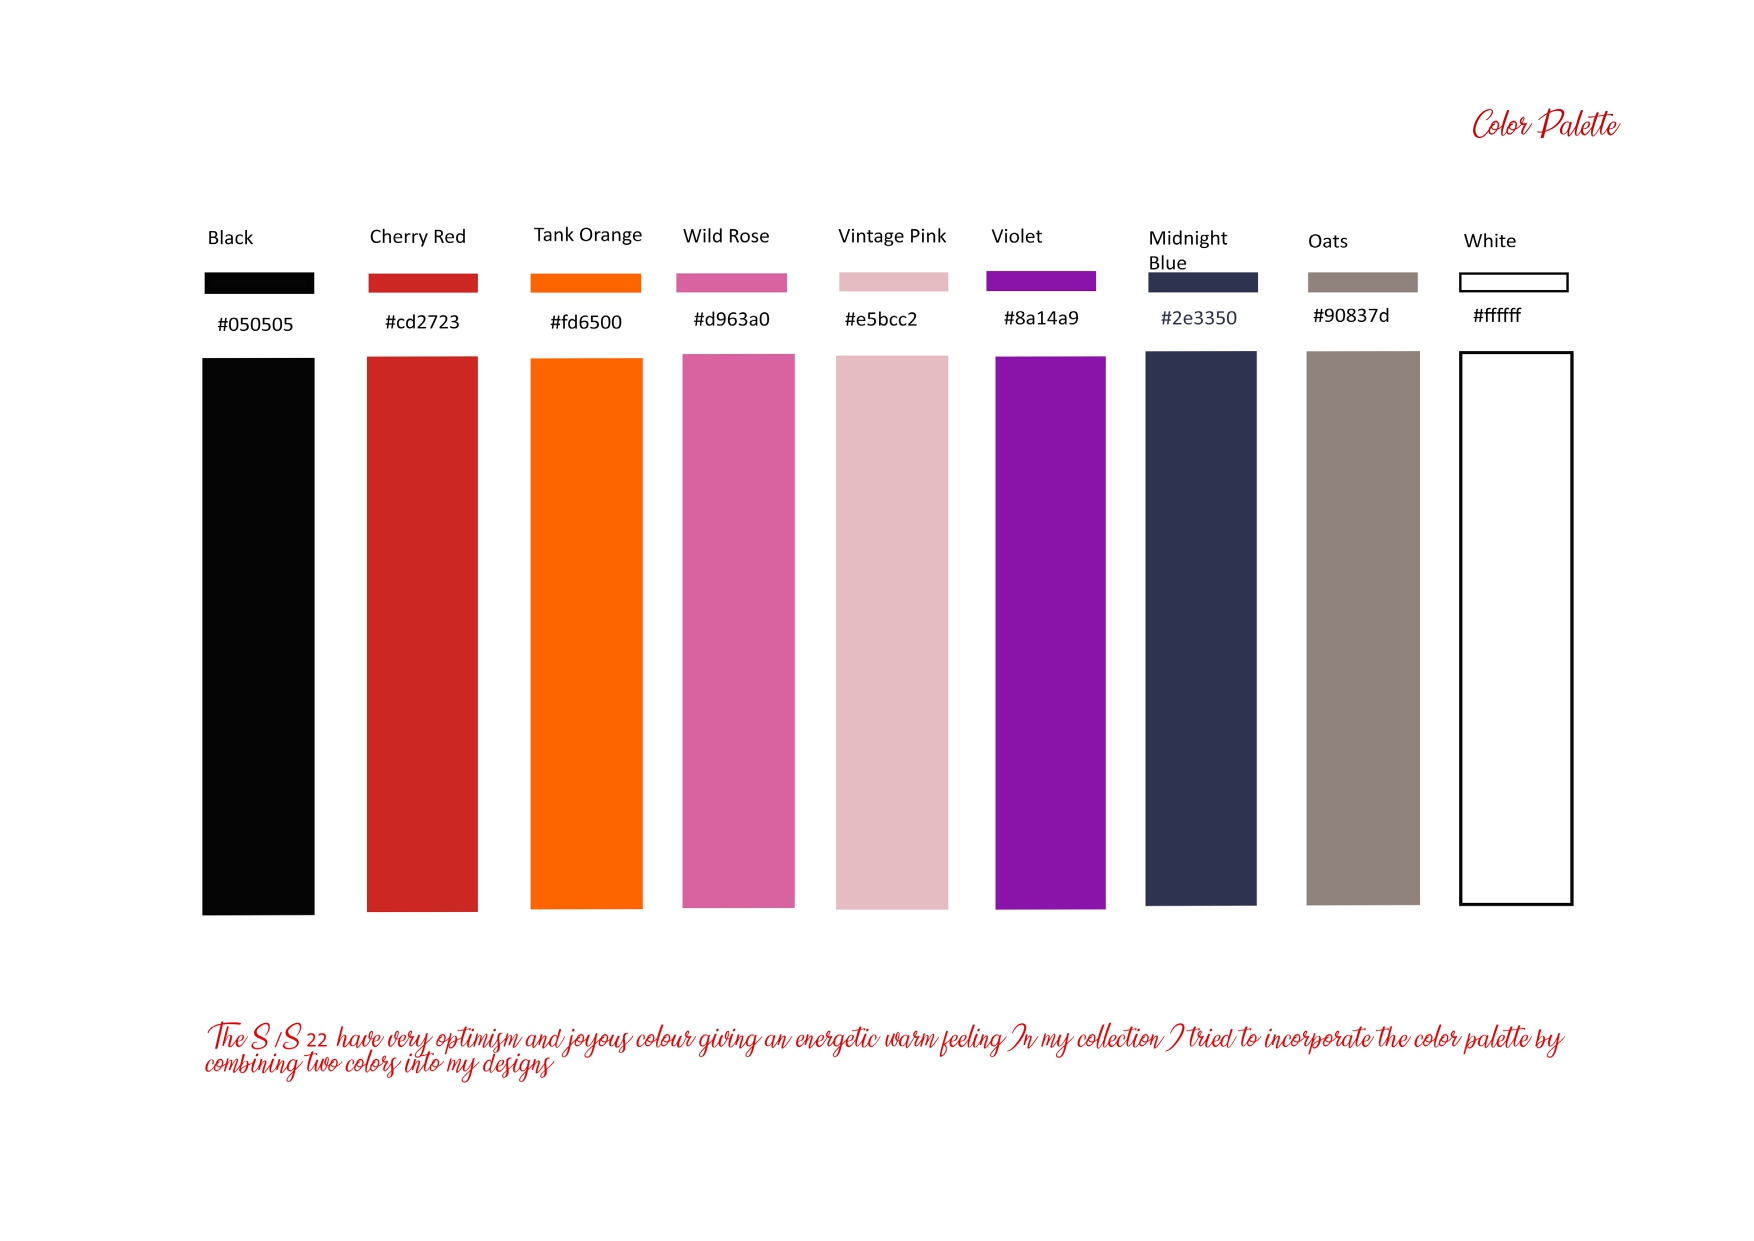 Color Palette
Black
Cherry Red
Tank Orange
Wild Rose
Vintage Pink
Violet
Midnight
Blue
Oats
White
#050505
#cd2723
#fd6500
#d963a0
#e5bcc2
#8a14a9
#2e3350
#90837d
#ffffff
The S /S 22 have very optimism and joyous colour giving an energetic warm feeling In my collection I tried to incorporate the color palette by
combining two colors into my designs